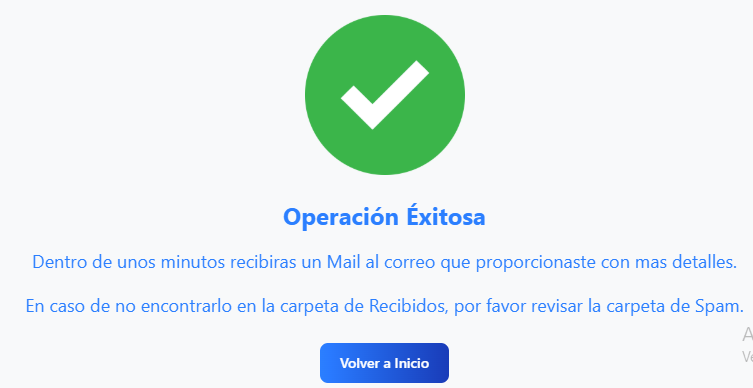 Operación Éxitosa
Dentro de unos minutos recibiras un Mail al correo que proporcionaste con mas detalles.
En caso de no encontrarlo en la carpeta de Recibidos, por favor revisar la carpeta de Spam.
Volver a Inicio